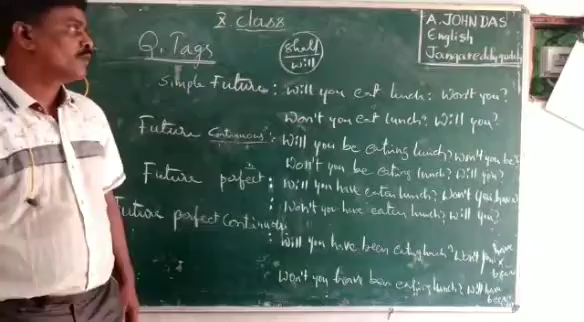 X class
A. JOHN DAS
English
Jangareddygudem
Q. Tags
shall
will
Simple Future : Will you eat lunch : Won't you?
Won't you eat lunch? Will you?
Future Continuous : Will you be eating lunch? Won't you be?
Won't you be eating lunch? Will you?
Future perfect : Will you have eaten lunch? Won't you have?
Won't you have eaten lunch? Will you?
Future perfect Continuous
: Will you have been eating lunch? Won't you have been
Won't you have been eating lunch? Will have been